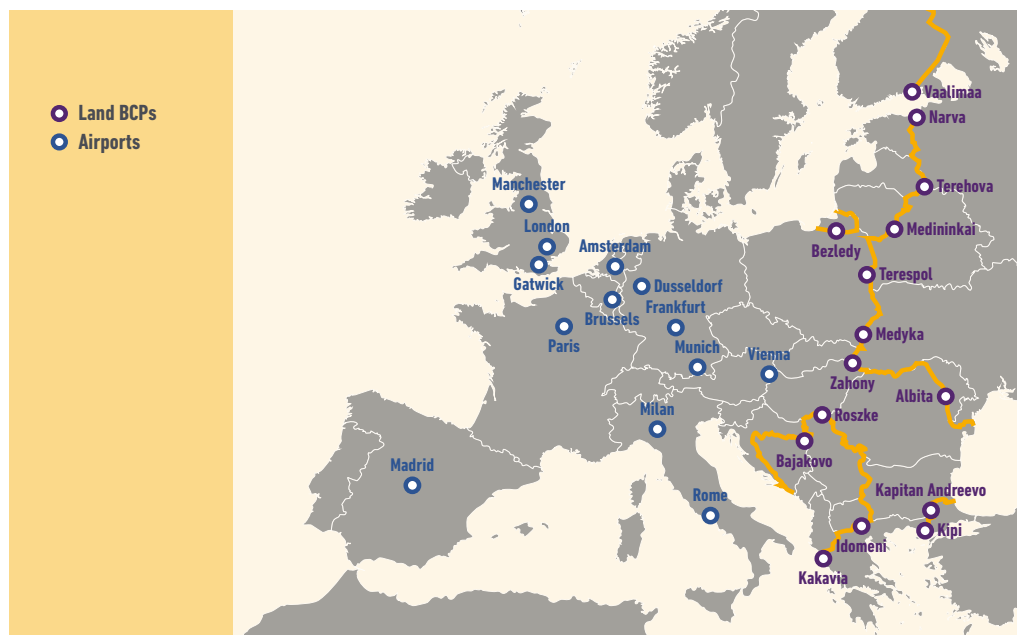 Land BCPs
Airports
Vaalimaa
Narva
Manchester
Terehova
London
Medininkai
Amsterdam
Bezledy
Terespol
Gatwick
Dusseldorf
Frankfurt
Brussels
Medyka
Paris
Munich
Vienna
Zahony
Albita
Milan
Roszke
Bajakovo
Madrid
Kapitan Andreevo
Rome
Kipi
Idomeni
Kakavia